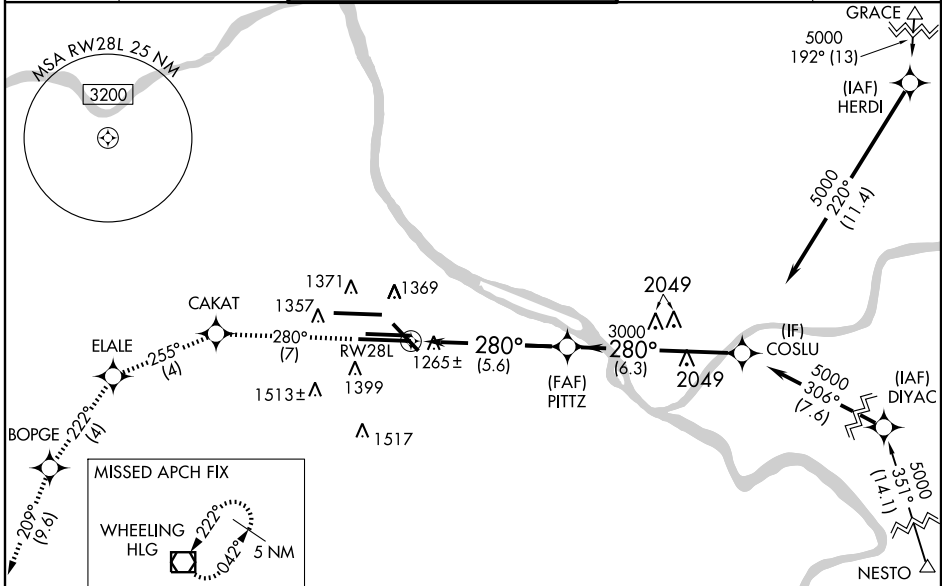 GRACE
5000
192° (13)
MSA RW28L 25 NM
3200
(IAF)
HERDI
5000
220°
(11.4)
1371
1369
1357
2049
CAKAT
3000
(IF)
COSLU
ELALE
280°
(7)
RW28L
1265±
280°
(5.6)
280°
(6.3)
2049
255°
(4)
1399
(FAF)
PITTZ
5000
306°
(7.6)
(IAF)
DIYAC
1513±
222°
(4)
BOPGE
1517
MISSED APCH FIX
5000
351°
(14.1)
209°
(9.6)
WHEELING
HLG
222°
042°
5 NM
NESTO